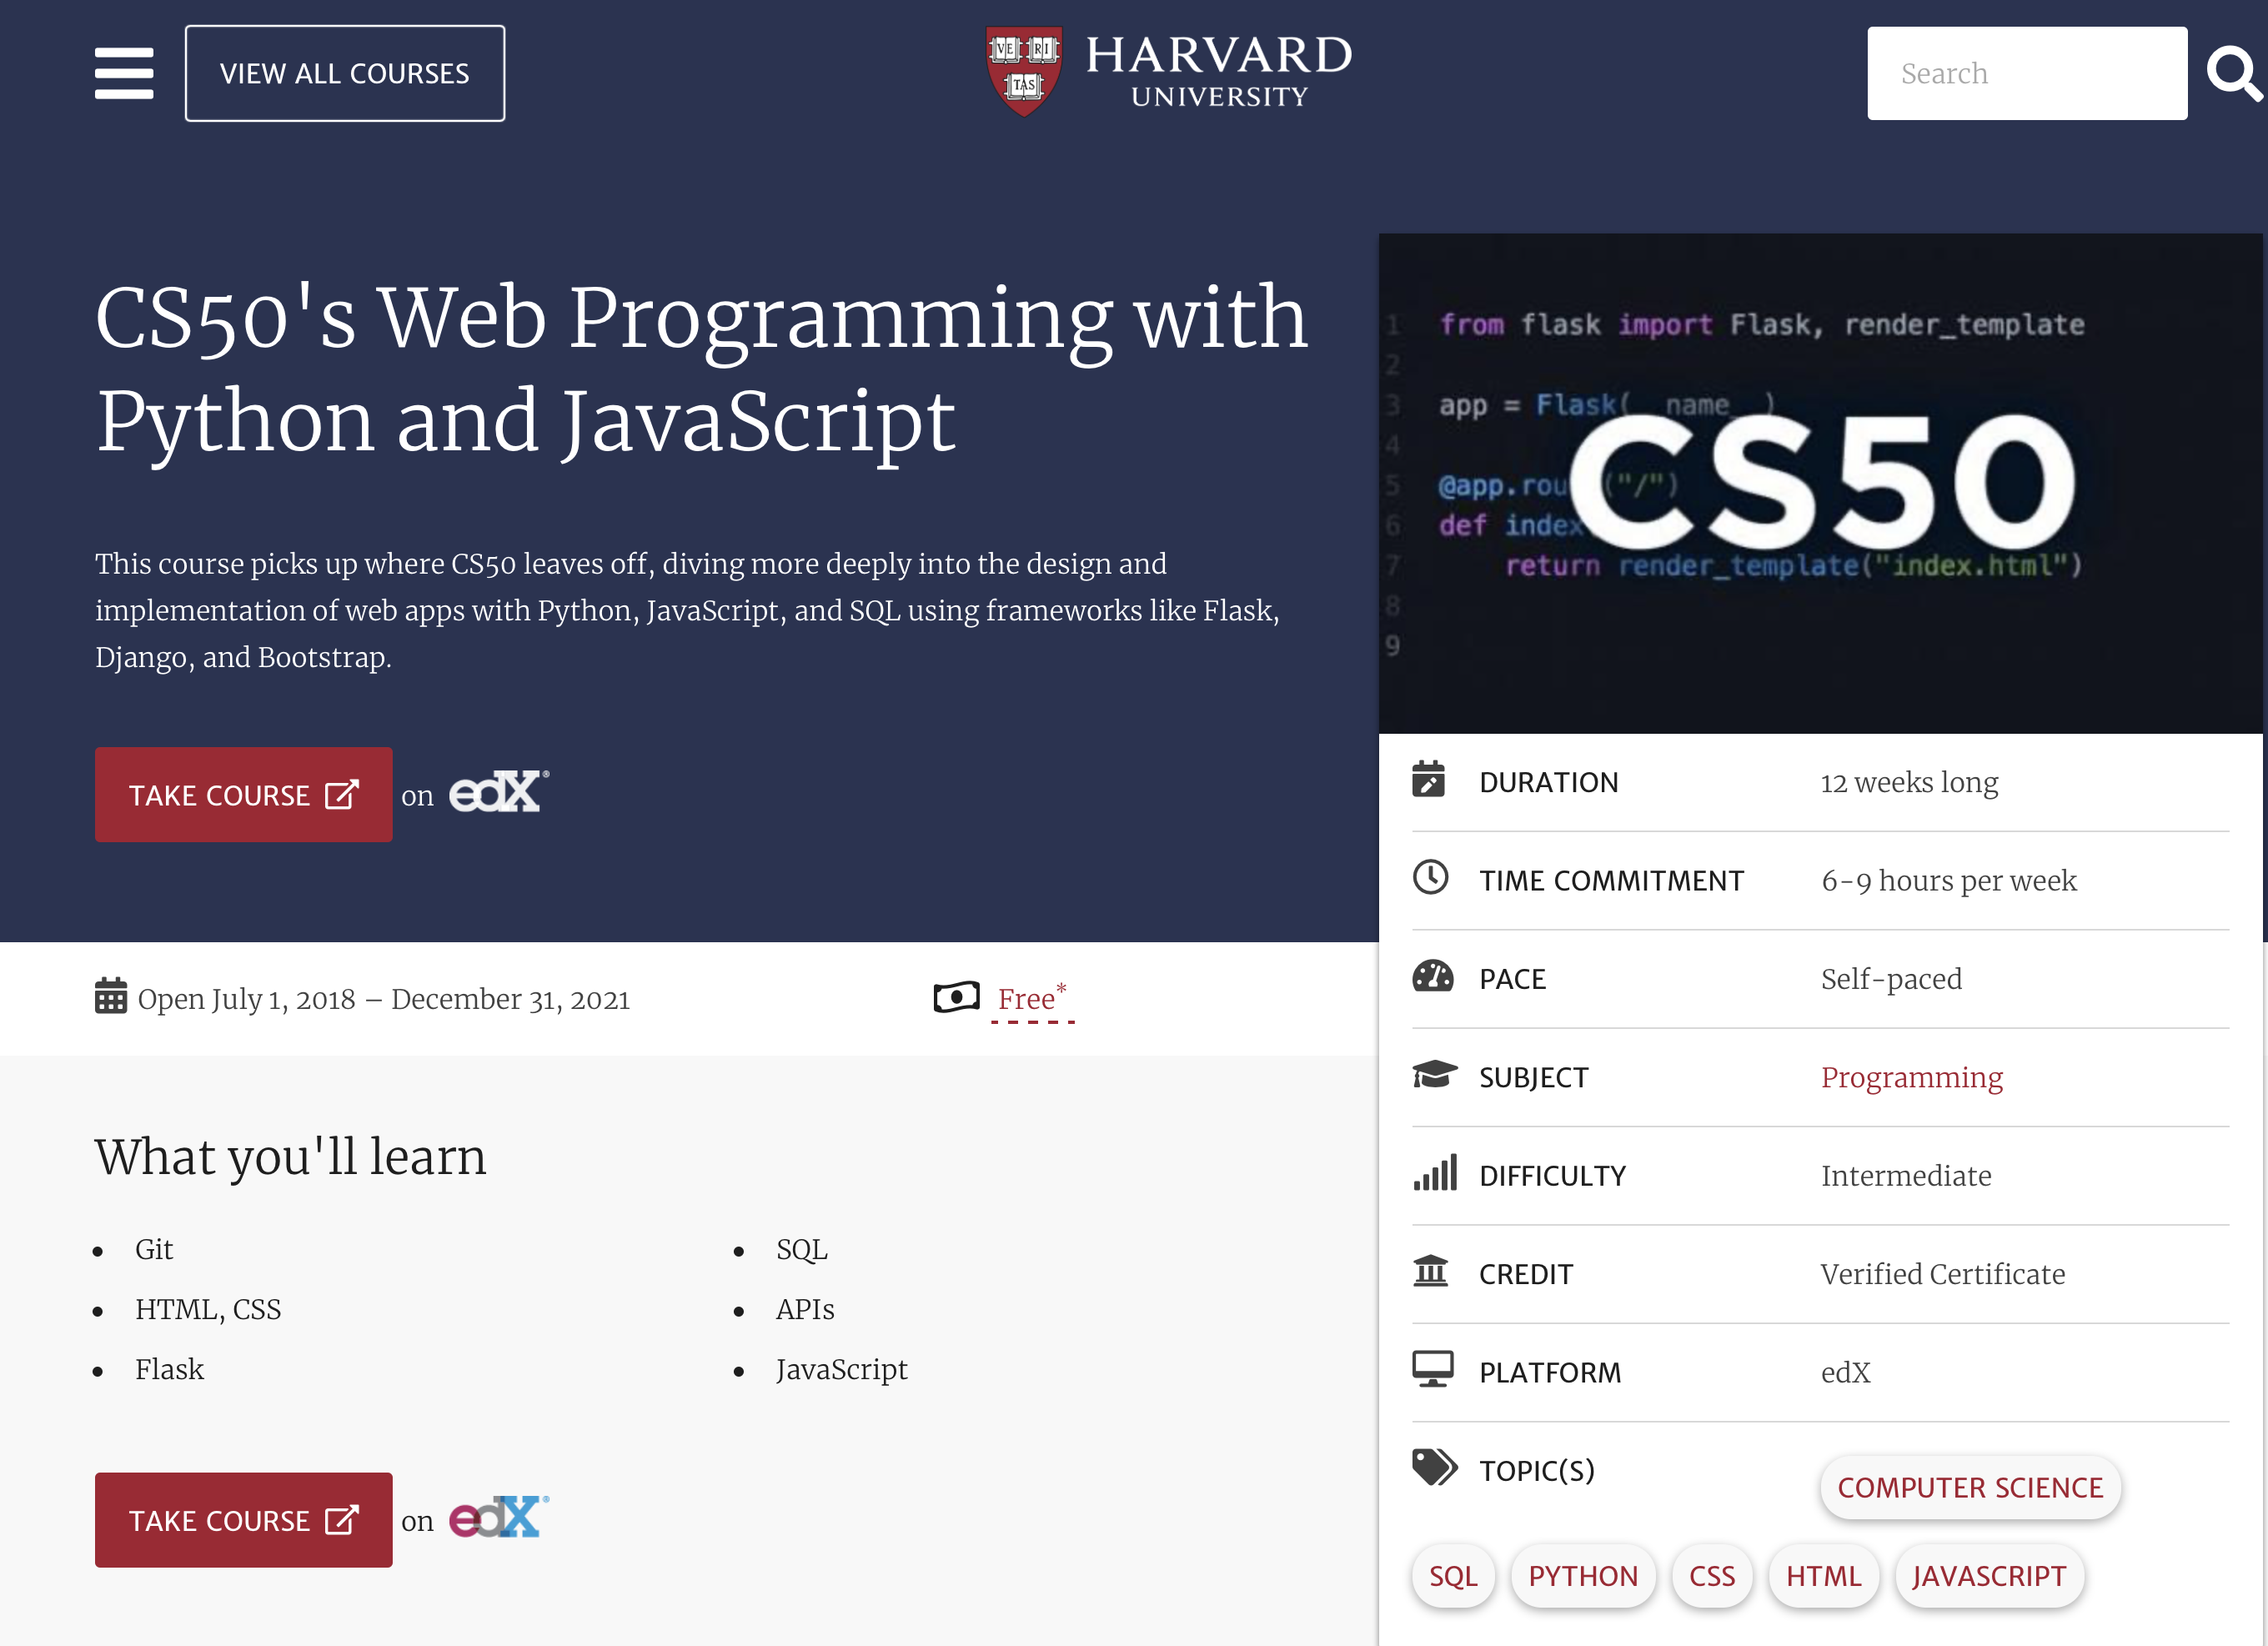 VIEW ALL COURSES
VE RI
TAS
HARVARD
UNIVERSITY
Search
CS50's Web Programming with
Python and JavaScript
This course picks up where CS50 leaves off, diving more deeply into the design and
implementation of web apps with Python, JavaScript, and SQL using frameworks like Flask,
Django, and Bootstrap.
TAKE COURSE on edX®
1 from flask import Flask, render_template
2
3 app = Flask(__name__)
4
5 @app.rou ("/")
6 def index
7 return render_template("index.html")
8
9
CS50
DURATION 12 weeks long
TIME COMMITMENT 6-9 hours per week
PACE Self-paced
SUBJECT Programming
DIFFICULTY Intermediate
CREDIT Verified Certificate
PLATFORM edX
TOPIC(S) COMPUTER SCIENCE
SQL PYTHON CSS HTML JAVASCRIPT
Open July 1, 2018 – December 31, 2021 Free*
What you'll learn
• Git • SQL
• HTML, CSS • APIs
• Flask • JavaScript
TAKE COURSE on edX®